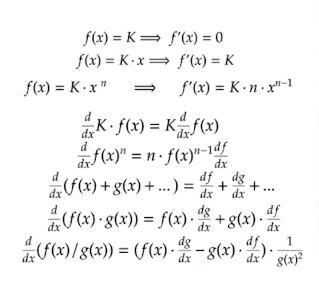 f(x) = K ⟹ f′(x) = 0
f(x) = K · x ⟹ f′(x) = K
f(x) = K · x^n ⟹ f′(x) = K · n · x^{n−1}
d/dx K · f(x) = K d/dx f(x)
d/dx f(x)^n = n · f(x)^{n−1} df/dx
d/dx (f(x) + g(x) + ...) = df/dx + dg/dx + ...
d/dx (f(x) · g(x)) = f(x) · dg/dx + g(x) · df/dx
d/dx (f(x)/g(x)) = (f(x) · dg/dx − g(x) · df/dx) · 1/g(x)²